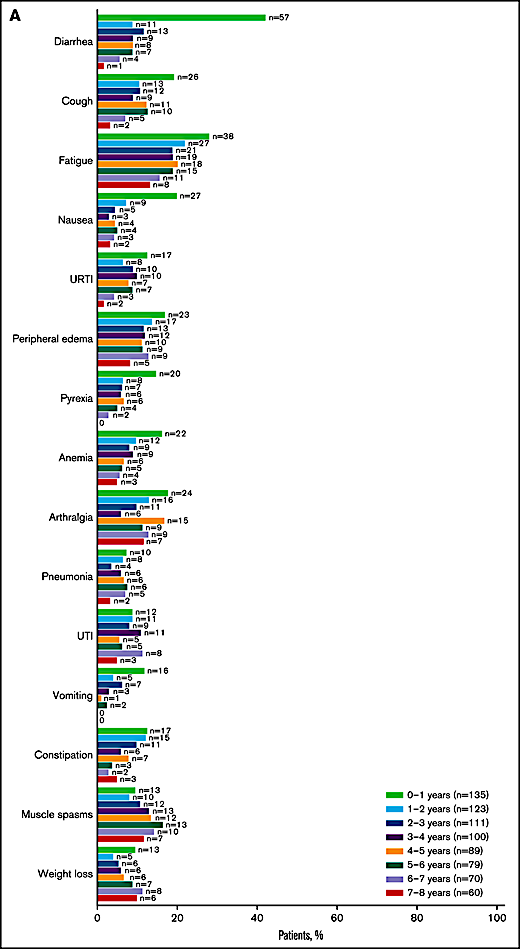 A
Diarrhea
n=57
n=11
n=13
n=9
n=8
n=7
n=4
n=1
Cough
n=26
n=13
n=12
n=9
n=11
n=10
n=5
n=2
Fatigue
n=38
n=27
n=21
n=19
n=18
n=15
n=11
n=8
Nausea
n=27
n=9
n=5
n=3
n=4
n=4
n=3
n=2
URTI
n=17
n=8
n=10
n=10
n=7
n=7
n=3
n=2
Peripheral edema
n=23
n=17
n=13
n=12
n=10
n=9
n=9
n=5
Pyrexia
n=20
n=8
n=7
n=6
n=6
n=4
n=2
0
Anemia
n=22
n=12
n=9
n=9
n=6
n=5
n=4
n=3
Arthralgia
n=24
n=16
n=11
n=6
n=15
n=9
n=9
n=7
Pneumonia
n=10
n=8
n=4
n=6
n=6
n=6
n=5
n=2
UTI
n=12
n=11
n=9
n=11
n=5
n=5
n=8
n=3
Vomiting
n=16
n=5
n=7
n=3
n=1
n=2
0
0
Constipation
n=17
n=15
n=11
n=6
n=7
n=3
n=2
n=3
Muscle spasms
n=13
n=10
n=12
n=13
n=12
n=13
n=10
n=7
Weight loss
n=13
n=5
n=6
n=6
n=6
n=7
n=8
n=6
0-1 years (n=135)
1-2 years (n=123)
2-3 years (n=111)
3-4 years (n=100)
4-5 years (n=89)
5-6 years (n=79)
6-7 years (n=70)
7-8 years (n=60)
0 20 40 60 80 100
Patients, %